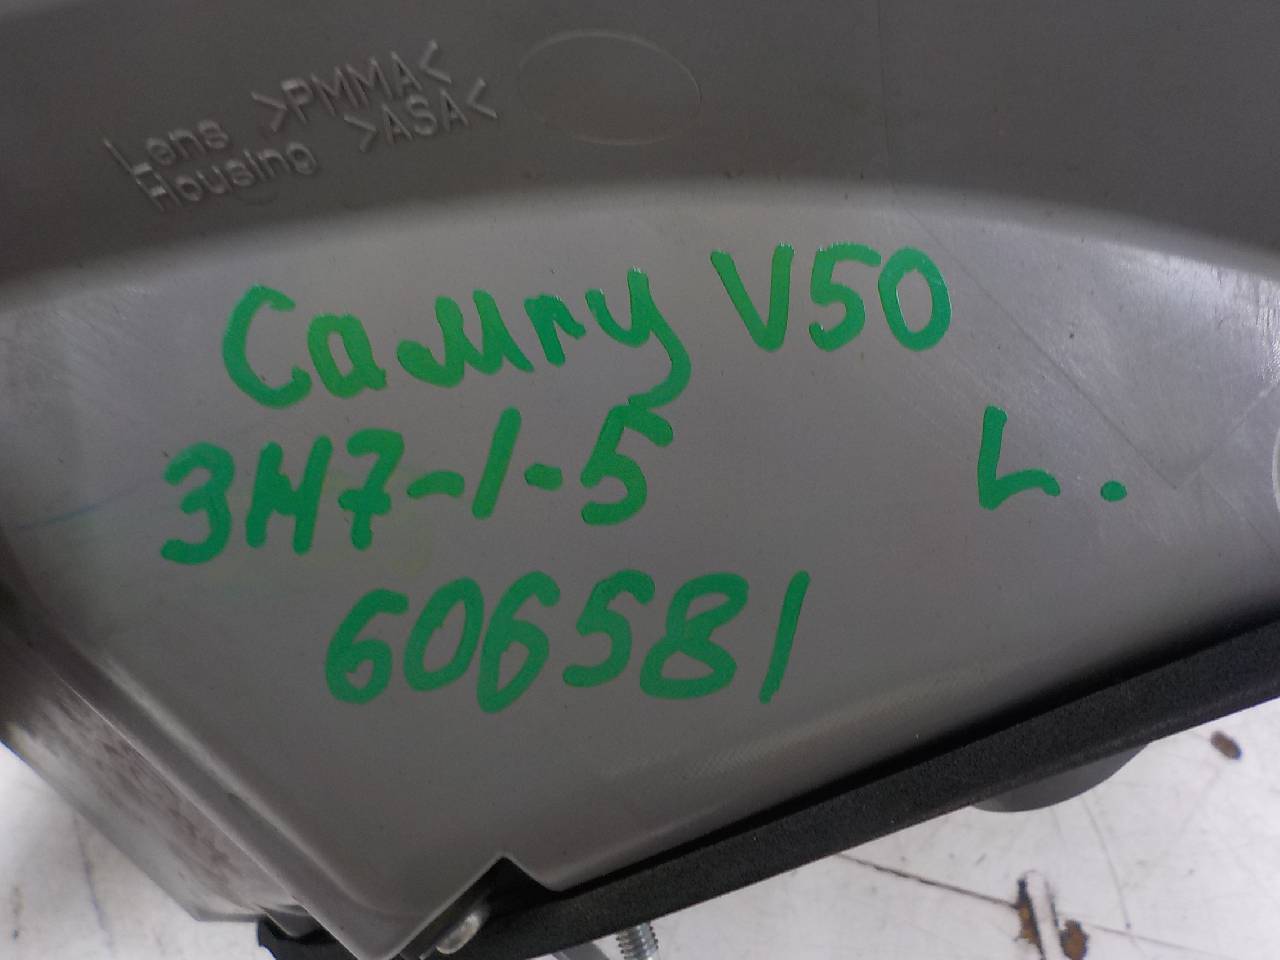 Lens >PMMA<
Housing >ASA<
Camry V50
3H7-1-5 L.
606581